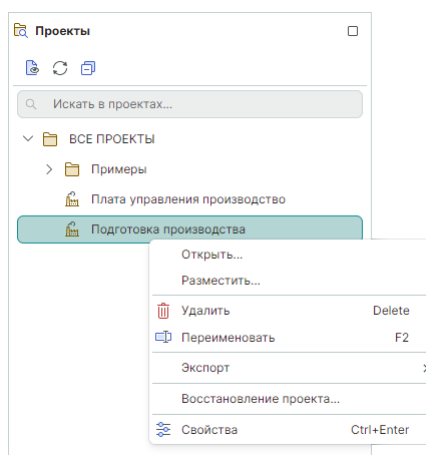 Проекты
Искать в проектах...
ВСЕ ПРОЕКТЫ
Примеры
Плата управления производство
Подготовка производства
Открыть...
Разместить...
Удалить Delete
Переименовать F2
Экспорт
Восстановление проекта...
Свойства Ctrl+Enter